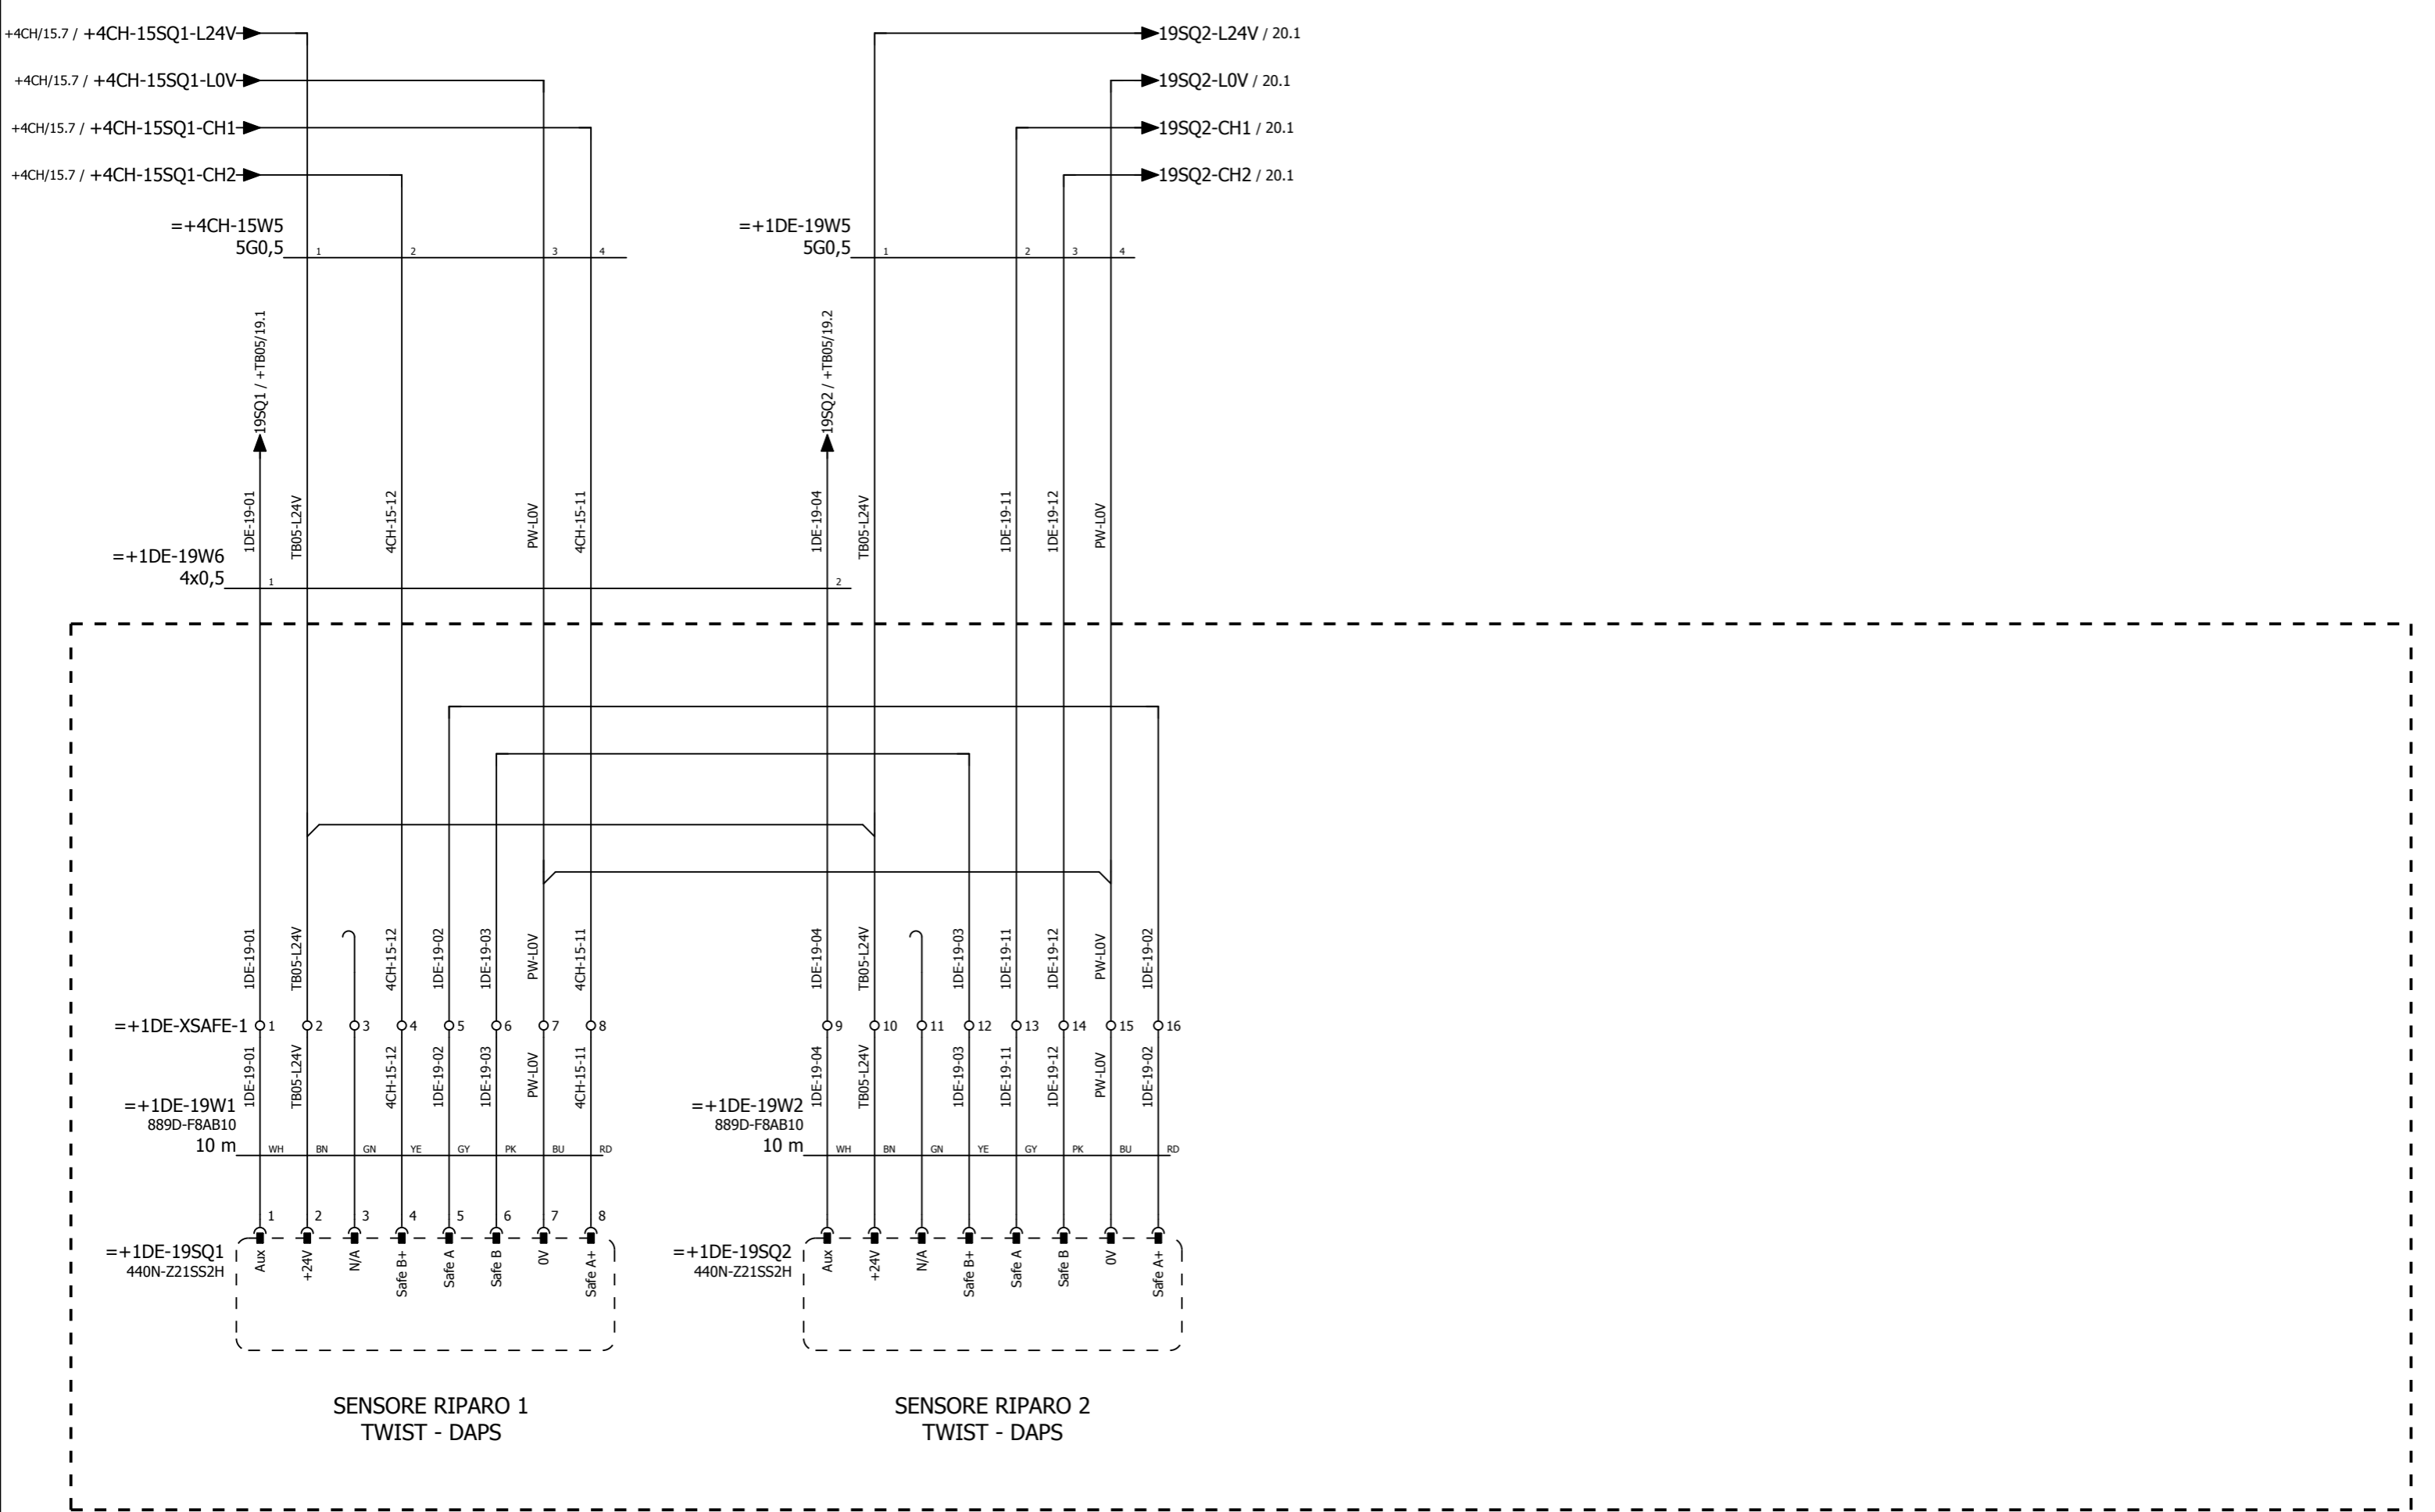 +4CH/15.7 / +4CH-15SQ1-L24V
19SQ2-L24V / 20.1
+4CH/15.7 / +4CH-15SQ1-L0V
19SQ2-L0V / 20.1
+4CH/15.7 / +4CH-15SQ1-CH1
19SQ2-CH1 / 20.1
+4CH/15.7 / +4CH-15SQ1-CH2
19SQ2-CH2 / 20.1
=+4CH-15W5
5G0,5
1 2 3 4
=+1DE-19W5
5G0,5
1 2 3 4
19SQ1 / +TB05/19.1
19SQ2 / +TB05/19.2
1DE-19-01
TB05-L24V
4CH-15-12
PW-L0V
4CH-15-11
1DE-19-04
TB05-L24V
1DE-19-11
1DE-19-12
PW-L0V
=+1DE-19W6
4x0,5
1 2
1DE-19-01
TB05-L24V
4CH-15-12
1DE-19-02
1DE-19-03
PW-L0V
4CH-15-11
1DE-19-04
TB05-L24V
1DE-19-03
1DE-19-11
1DE-19-12
PW-L0V
1DE-19-02
=+1DE-XSAFE-1
1 2 3 4 5 6 7 8
9 10 11 12 13 14 15 16
1DE-19-01
TB05-L24V
4CH-15-12
1DE-19-02
1DE-19-03
PW-L0V
4CH-15-11
1DE-19-04
TB05-L24V
1DE-19-03
1DE-19-11
1DE-19-12
PW-L0V
1DE-19-02
=+1DE-19W1
889D-F8AB10
10 m
WH BN GN YE GY PK BU RD
=+1DE-19W2
889D-F8AB10
10 m
WH BN GN YE GY PK BU RD
1 2 3 4 5 6 7 8
=+1DE-19SQ1
440N-Z21SS2H
Aux
+24V
N/A
Safe B+
Safe A
Safe B
0V
Safe A+
=+1DE-19SQ2
440N-Z21SS2H
Aux
+24V
N/A
Safe B+
Safe A
Safe B
0V
Safe A+
SENSORE RIPARO 1
TWIST - DAPS
SENSORE RIPARO 2
TWIST - DAPS